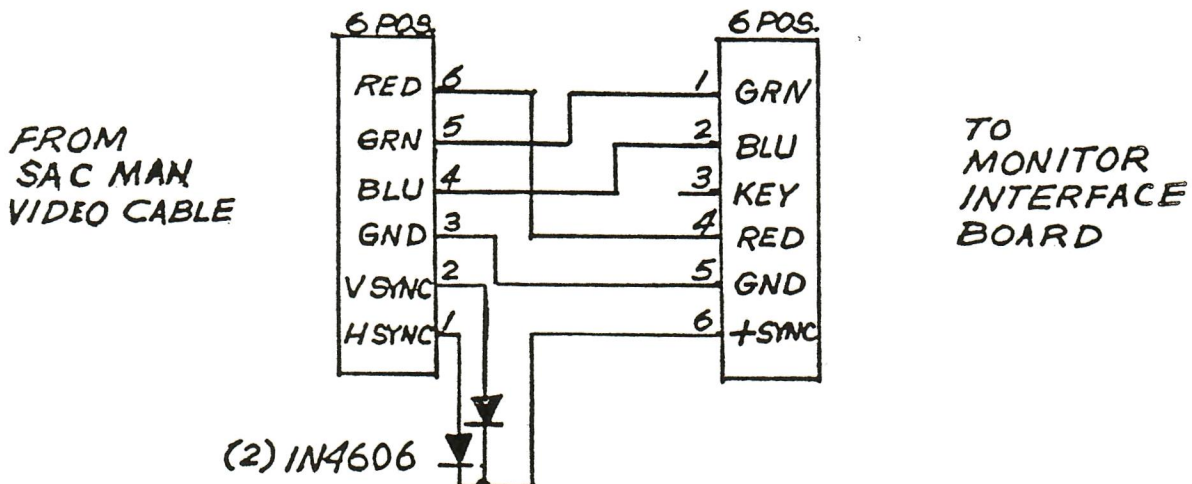 6 POS.
6 POS.
FROM
SAC MAN
VIDEO CABLE
RED 6
GRN 5
BLU 4
GND 3
V SYNC 2
H SYNC 1
1 GRN
2 BLU
3 KEY
4 RED
5 GND
6 +SYNC
TO
MONITOR
INTERFACE
BOARD
(2) IN4606